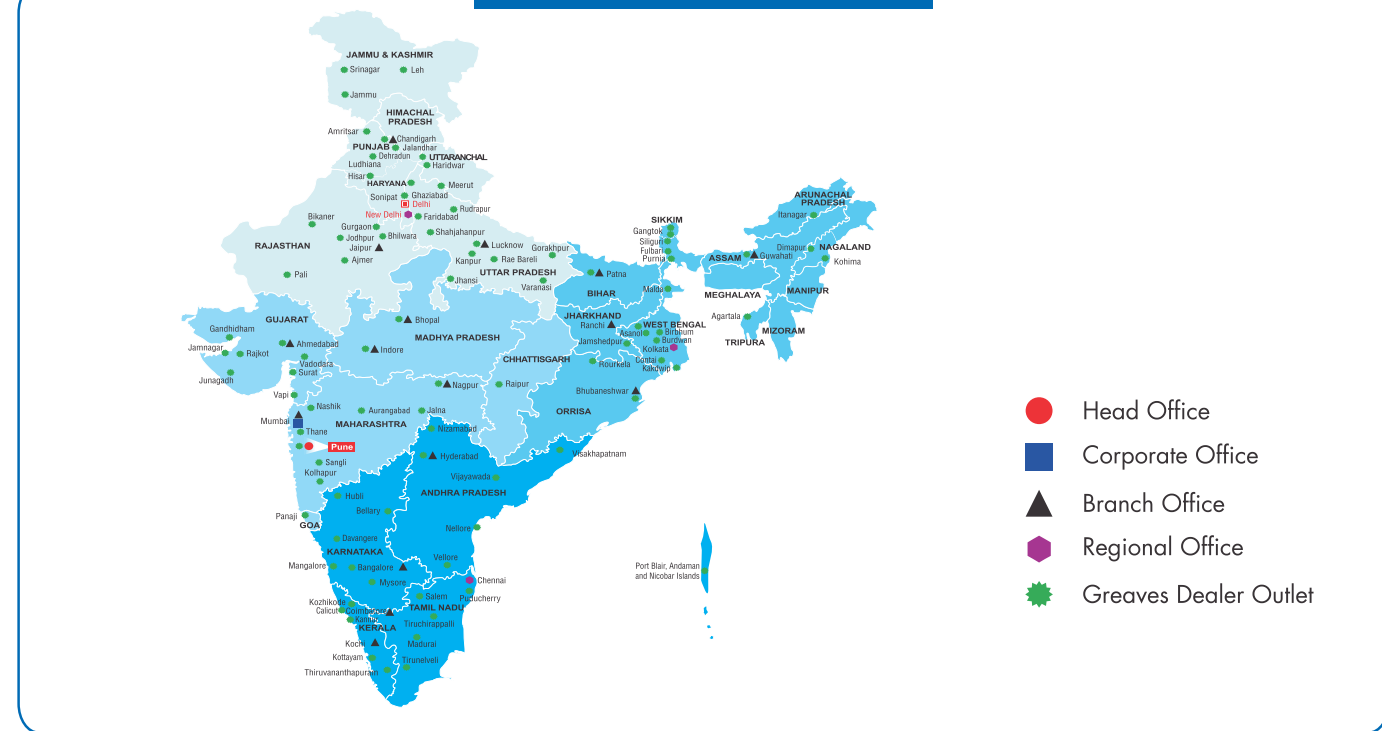 JAMMU & KASHMIR
Srinagar
Leh
Jammu
HIMACHAL
PRADESH
Amritsar
Chandigarh
PUNJAB
Jalandhar
Dehradun
UTTARANCHAL
Ludhiana
Haridwar
Hisar
HARYANA
Meerut
Sonipat
Ghaziabad
Delhi
New Delhi
Faridabad
Rudrapur
Bikaner
Gurgaon
Jodhpur
Bhilwara
Shahjahanpur
RAJASTHAN
Jaipur
Lucknow
Gorakhpur
Ajmer
Kanpur
Rae Bareli
Pali
UTTAR PRADESH
Jhansi
Varanasi
ARUNACHAL
PRADESH
Itanagar
SIKKIM
Gangtok
Siliguri
Fulbari
Purnia
Dimapur
NAGALAND
ASSAM
Guwahati
Kohima
Patna
BIHAR
Malda
MEGHALAYA
MANIPUR
JHARKHAND
Ranchi
WEST BENGAL
Asanol
Birbhum
Burdwan
Jamshedpur
Kolkata
Contai
Kakdwip
Rourkela
Agartala
MIZORAM
TRIPURA
GUJARAT
Gandhidham
Bhopal
MADHYA PRADESH
Jamnagar
Rajkot
Ahmedabad
Indore
Vadodara
CHHATTISGARH
Junagadh
Surat
Nagpur
Raipur
Vapi
Bhubaneshwar
Nashik
Aurangabad
Jalna
ORRISA
Mumbai
MAHARASHTRA
Thane
Nizamabad
Pune
Hyderabad
Visakhapatnam
Sangli
Kolhapur
Vijayawada
ANDHRA PRADESH
Hubli
Bellary
Panaji
GOA
Nellore
Davangere
KARNATAKA
Vellore
Mangalore
Bangalore
Chennai
Mysore
Salem
Puducherry
Kozhikode
Calicut
Coimbatore
TAMIL NADU
Kannur
KERALA
Tiruchirappalli
Kochi
Madurai
Kottayam
Tirunelveli
Thiruvananthapuram
Port Blair, Andaman
and Nicobar Islands
Head Office
Corporate Office
Branch Office
Regional Office
Greaves Dealer Outlet